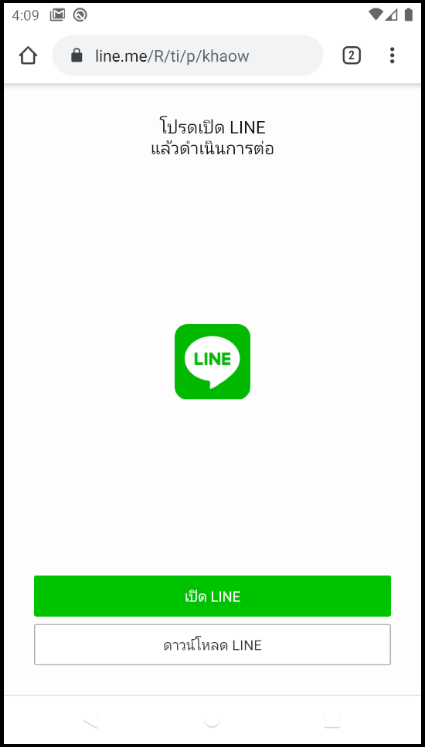 4:09
line.me/R/ti/p/khaow
2
โปรดเปิด LINE
แล้วดำเนินการต่อ
LINE
เปิด LINE
ดาวน์โหลด LINE